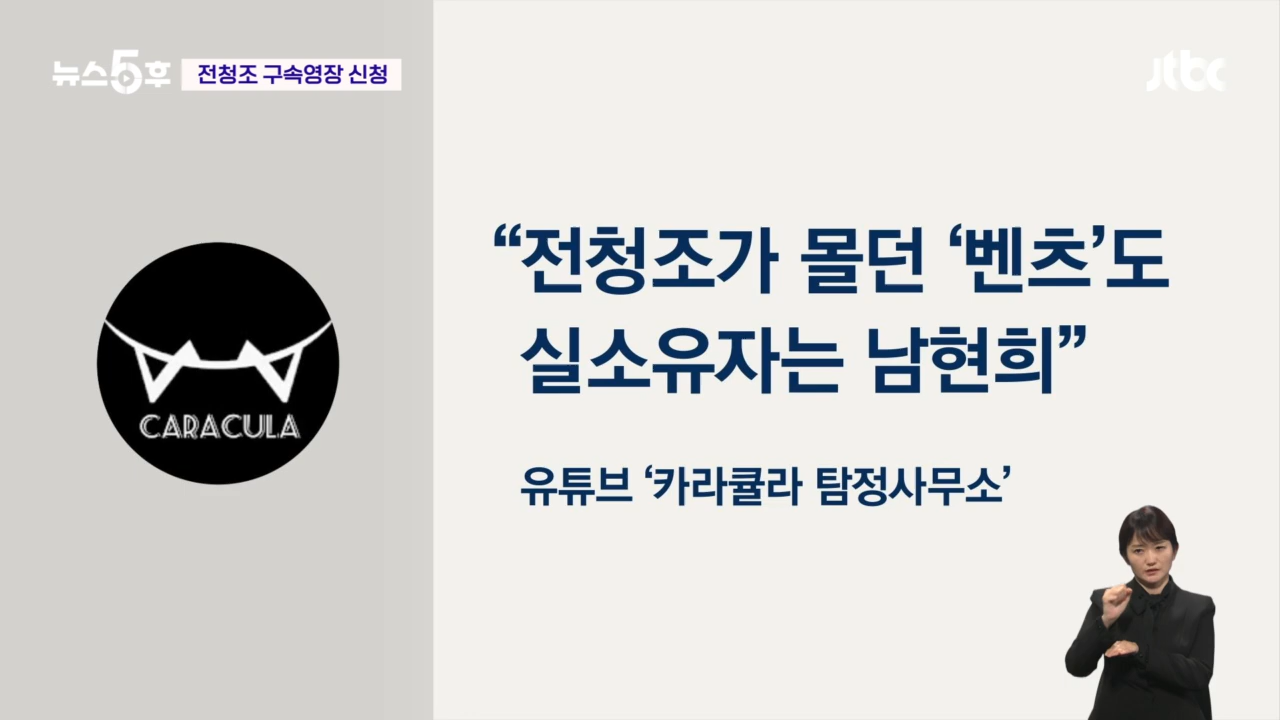 뉴스5후 전청조 구속영장 신청
jtbc
“전청조가 몰던 ‘벤츠’도
실소유자는 남현희”
CARACULA
유튜브 ‘카라큘라 탐정사무소’